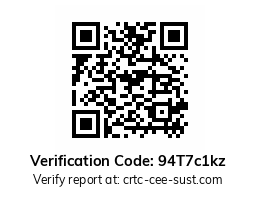 Verification Code: 94T7c1kz
Verify report at: crtc-cee-sust.com